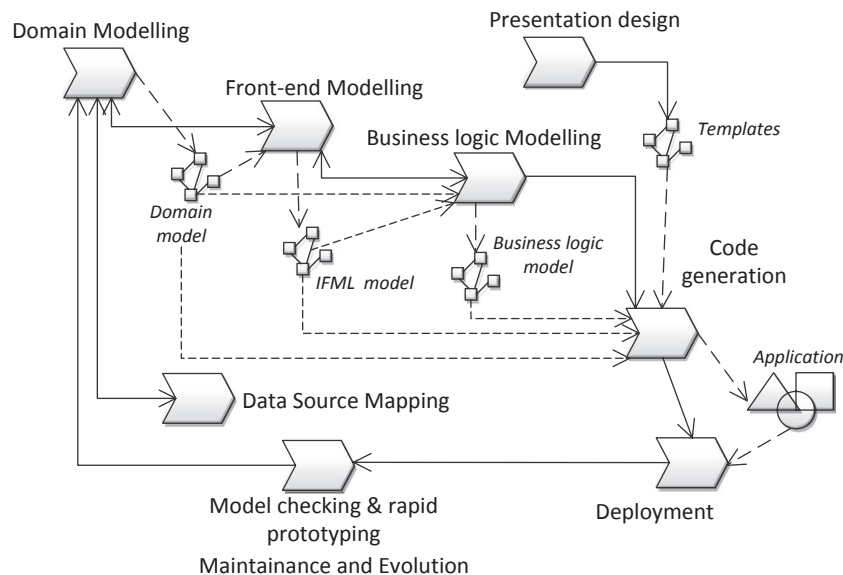 Presentation design
Domain Modelling
Front-end Modelling
Business logic Modelling
Templates
Domain
model
IFML model
Business logic
model
Code
generation
Application
Data Source Mapping
Model checking & rapid
prototyping
Deployment
Maintainance and Evolution